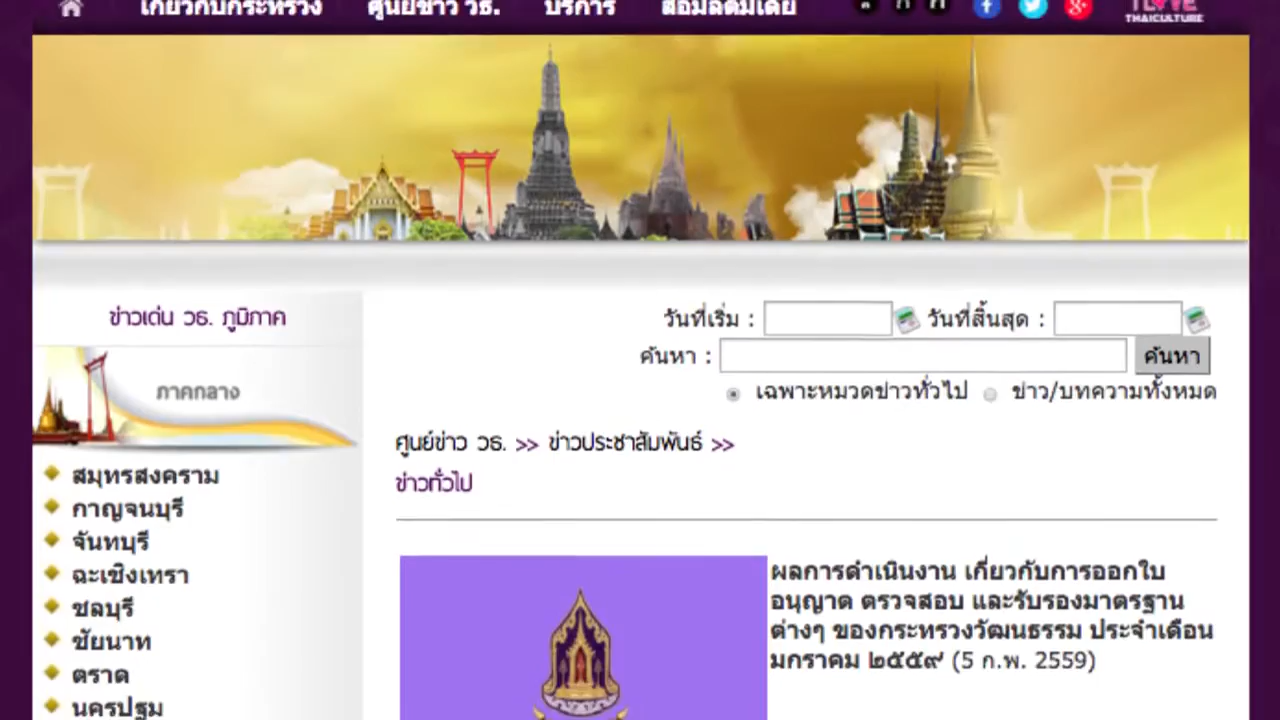 เกี่ยวกับกระทรวง ศูนย์ข่าว วธ. บริการ สื่อมัลติมีเดีย
I LOVE
THAICULTURE
ข่าวเด่น วธ. ภูมิภาค
วันที่เริ่ม : วันที่สิ้นสุด :
ค้นหา : ค้นหา
เฉพาะหมวดข่าวทั่วไป ข่าว/บทความทั้งหมด
ภาคกลาง
ศูนย์ข่าว วธ. >> ข่าวประชาสัมพันธ์ >>
ข่าวทั่วไป
สมุทรสงคราม
กาญจนบุรี
จันทบุรี
ฉะเชิงเทรา
ชลบุรี
ชัยนาท
ตราด
นครปฐม
ผลการดำเนินงาน เกี่ยวกับการออกใบ
อนุญาต ตรวจสอบ และรับรองมาตรฐาน
ต่างๆ ของกระทรวงวัฒนธรรม ประจำเดือน
มกราคม ๒๕๕๙ (5 ก.พ. 2559)